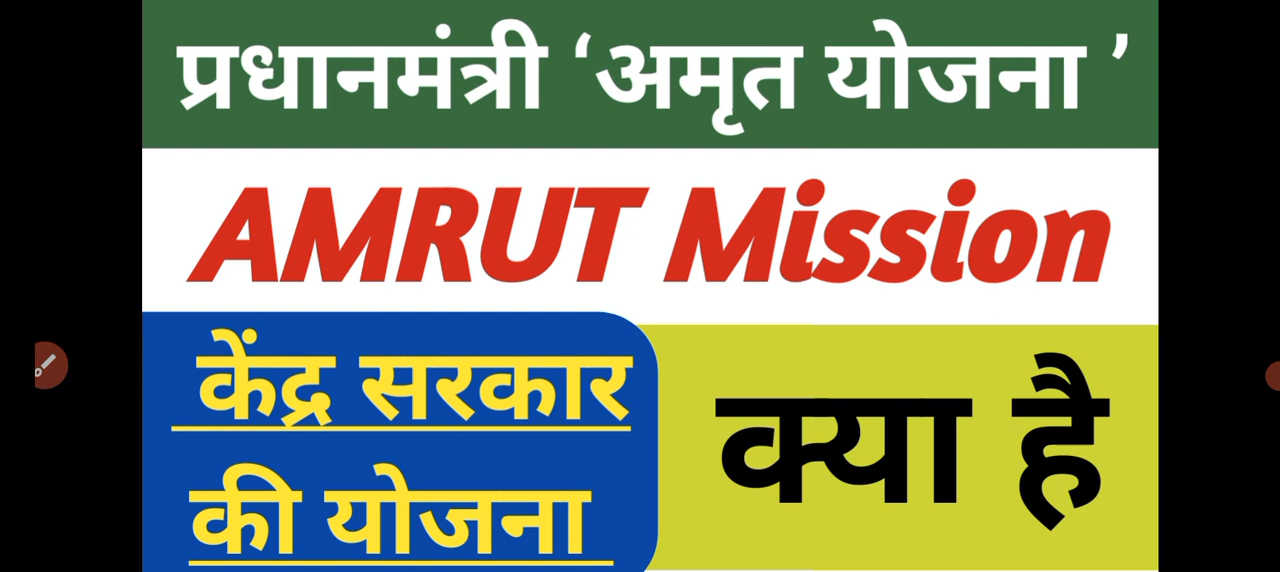 प्रधानमंत्री ‘अमृत योजना ’
AMRUT Mission
केंद्र सरकार
की योजना
क्या है